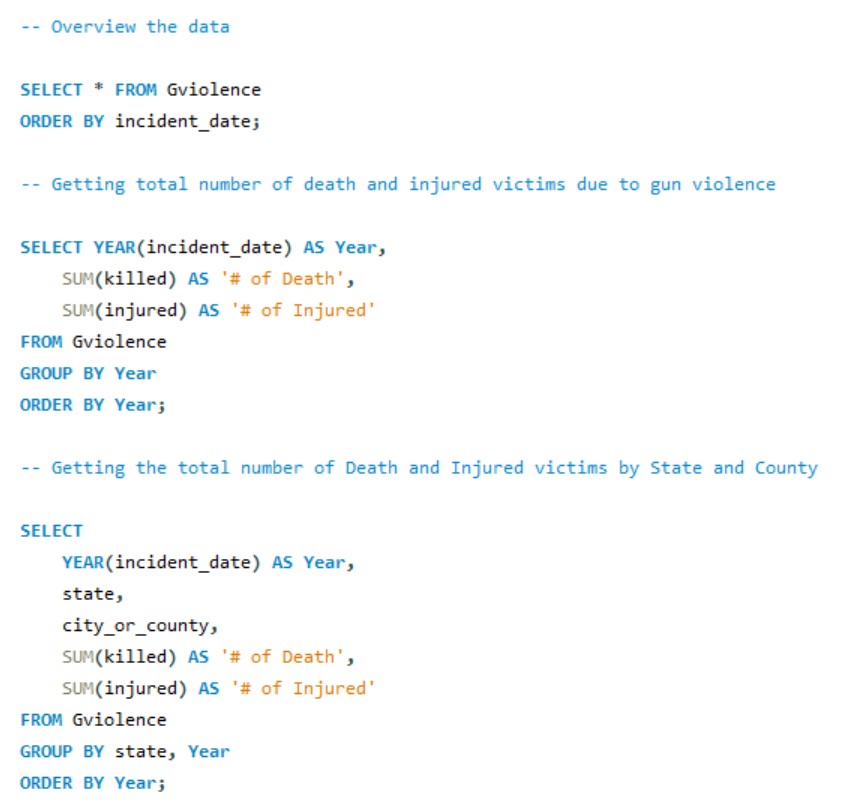 -- Overview the data
SELECT * FROM Gviolence
ORDER BY incident_date;
-- Getting total number of death and injured victims due to gun violence
SELECT YEAR(incident_date) AS Year,
    SUM(killed) AS '# of Death',
    SUM(injured) AS '# of Injured'
FROM Gviolence
GROUP BY Year
ORDER BY Year;
-- Getting the total number of Death and Injured victims by State and County
SELECT
    YEAR(incident_date) AS Year,
    state,
    city_or_county,
    SUM(killed) AS '# of Death',
    SUM(injured) AS '# of Injured'
FROM Gviolence
GROUP BY state, Year
ORDER BY Year;